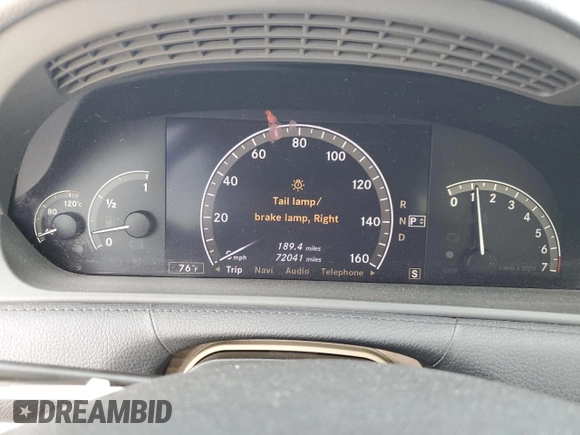 60 80 100
40 120
20 140
0 mph 160
Tail lamp/
brake lamp, Right
189.4 miles
72041 miles
Trip Navi Audio Telephone
76°F
80 120°C
1
½
0
R
N P
D
S
0 1 2 3 4 5 6 7
DREAMBID